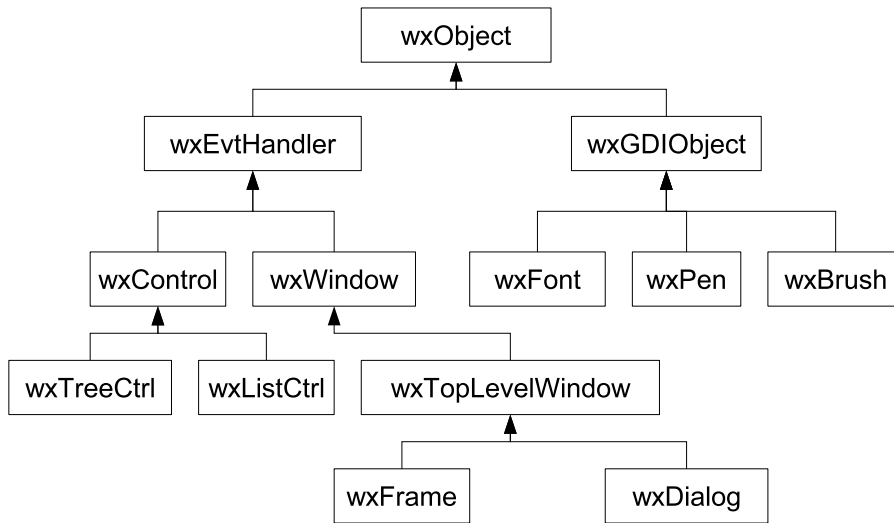 wxObject
wxEvtHandler
wxGDIObject
wxControl
wxWindow
wxFont
wxPen
wxBrush
wxTreeCtrl
wxListCtrl
wxTopLevelWindow
wxFrame
wxDialog